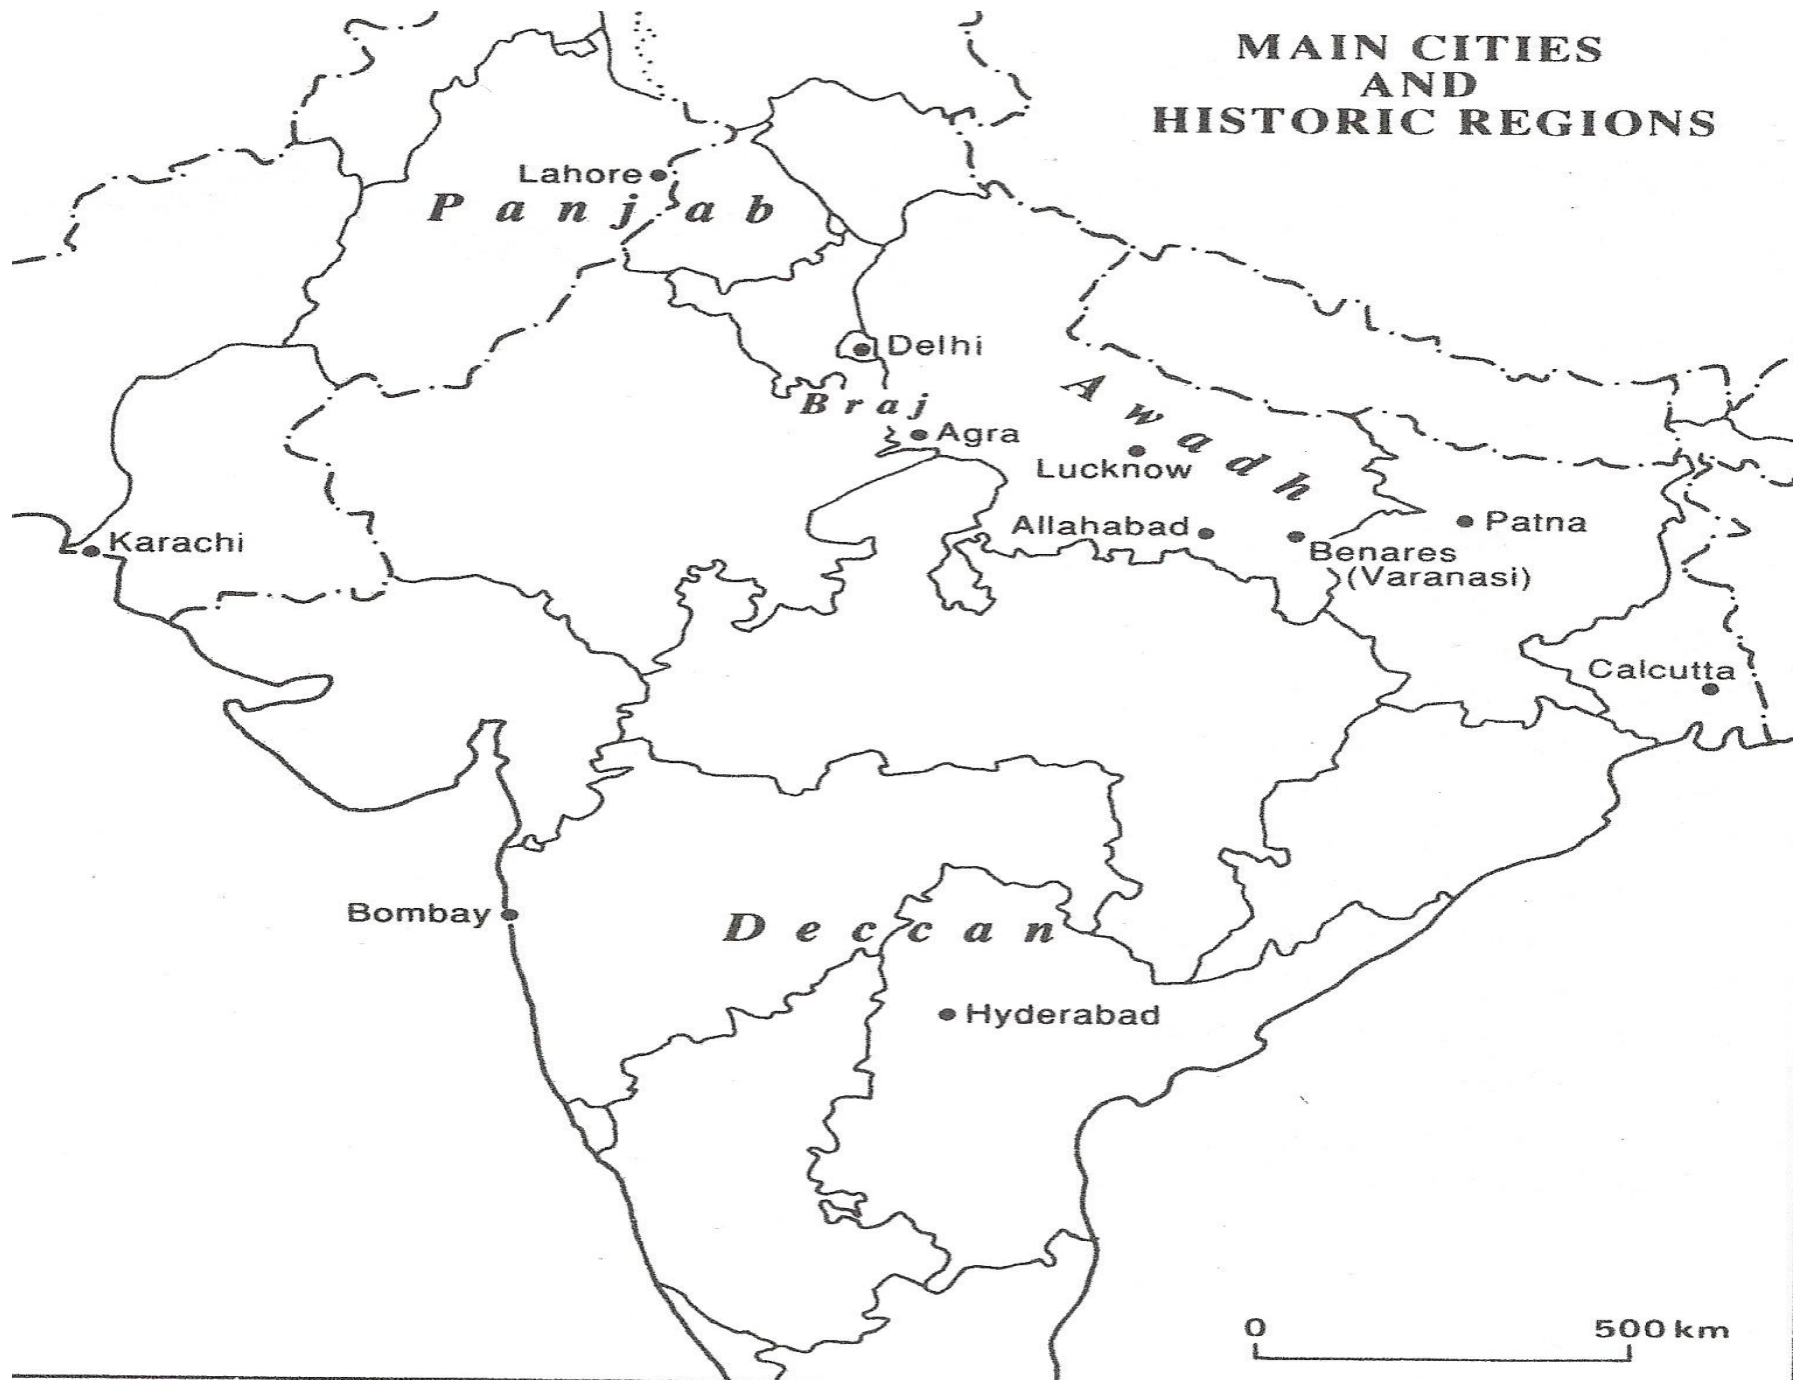 MAIN CITIES
AND
HISTORIC REGIONS
Lahore
Panjab
Delhi
Braj
Awadh
Agra
Lucknow
Allahabad
Patna
Benares
(Varanasi)
Karachi
Calcutta
Bombay
Deccan
Hyderabad
0 500 km